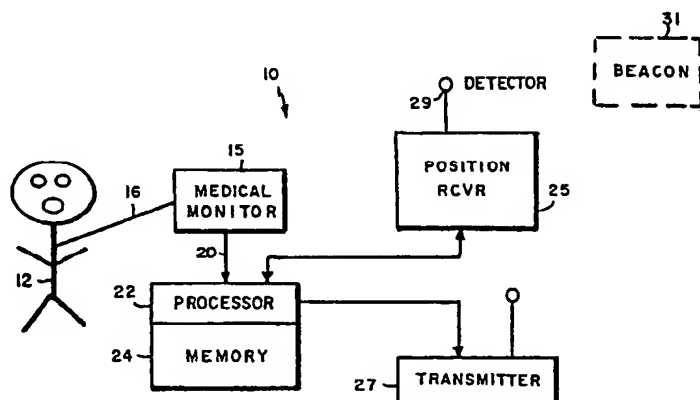 31
BEACON
10
29
DETECTOR
15
MEDICAL
MONITOR
16
POSITION
RCVR
25
20
12
22
PROCESSOR
24
MEMORY
27
TRANSMITTER